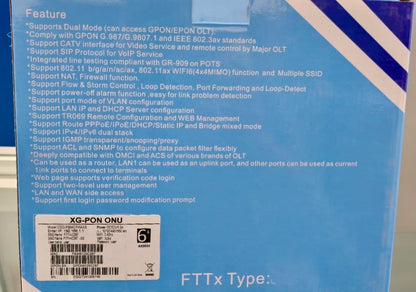 Feature
*Supports Dual Mode (can access GPON/EPON OLT).
*Comply with GPON G.987/G.9807.1 and IEEE 802.3av standards
*Support CATV interface for Video Service and remote control by Major OLT
*Support SIP Protocol for VoIP Service
*Integrated line testing compliant with GR-909 on POTS
*Support 802.11 b/g/a/n/ac/ax, 802.11ax WIFI6(4x4MIMO) function and Multiple SSID
*Support NAT, Firewall function.
*Support Flow & Storm Control , Loop Detection, Port Forwarding and Loop-Detect
*Support power-off alarm function ,easy for link problem detection
*Support port mode of VLAN configuration
*Support LAN IP and DHCP Server configuration
*Support TR069 Remote Configuration and WEB Management
*Support Route PPPoE/IPoE/DHCP/Static IP and Bridge mixed mode
*Support IPv4/IPv6 dual stack
*Support IGMP transparent/snooping/proxy
*Support ACL and SNMP to configure data packet filter flexibly
*Deeply compatible with OMCI and ACS of various brands of OLT
*Can be used as a router, LAN1 can be used as an uplink port, and other ports can be used as current
1ink ports to connect to terminals
*Web page supports verification code login
*Support two-level user management
*LAN and WAN side access
*Support first login password modification prompt
XG-PON ONU
6
FTTx Type: